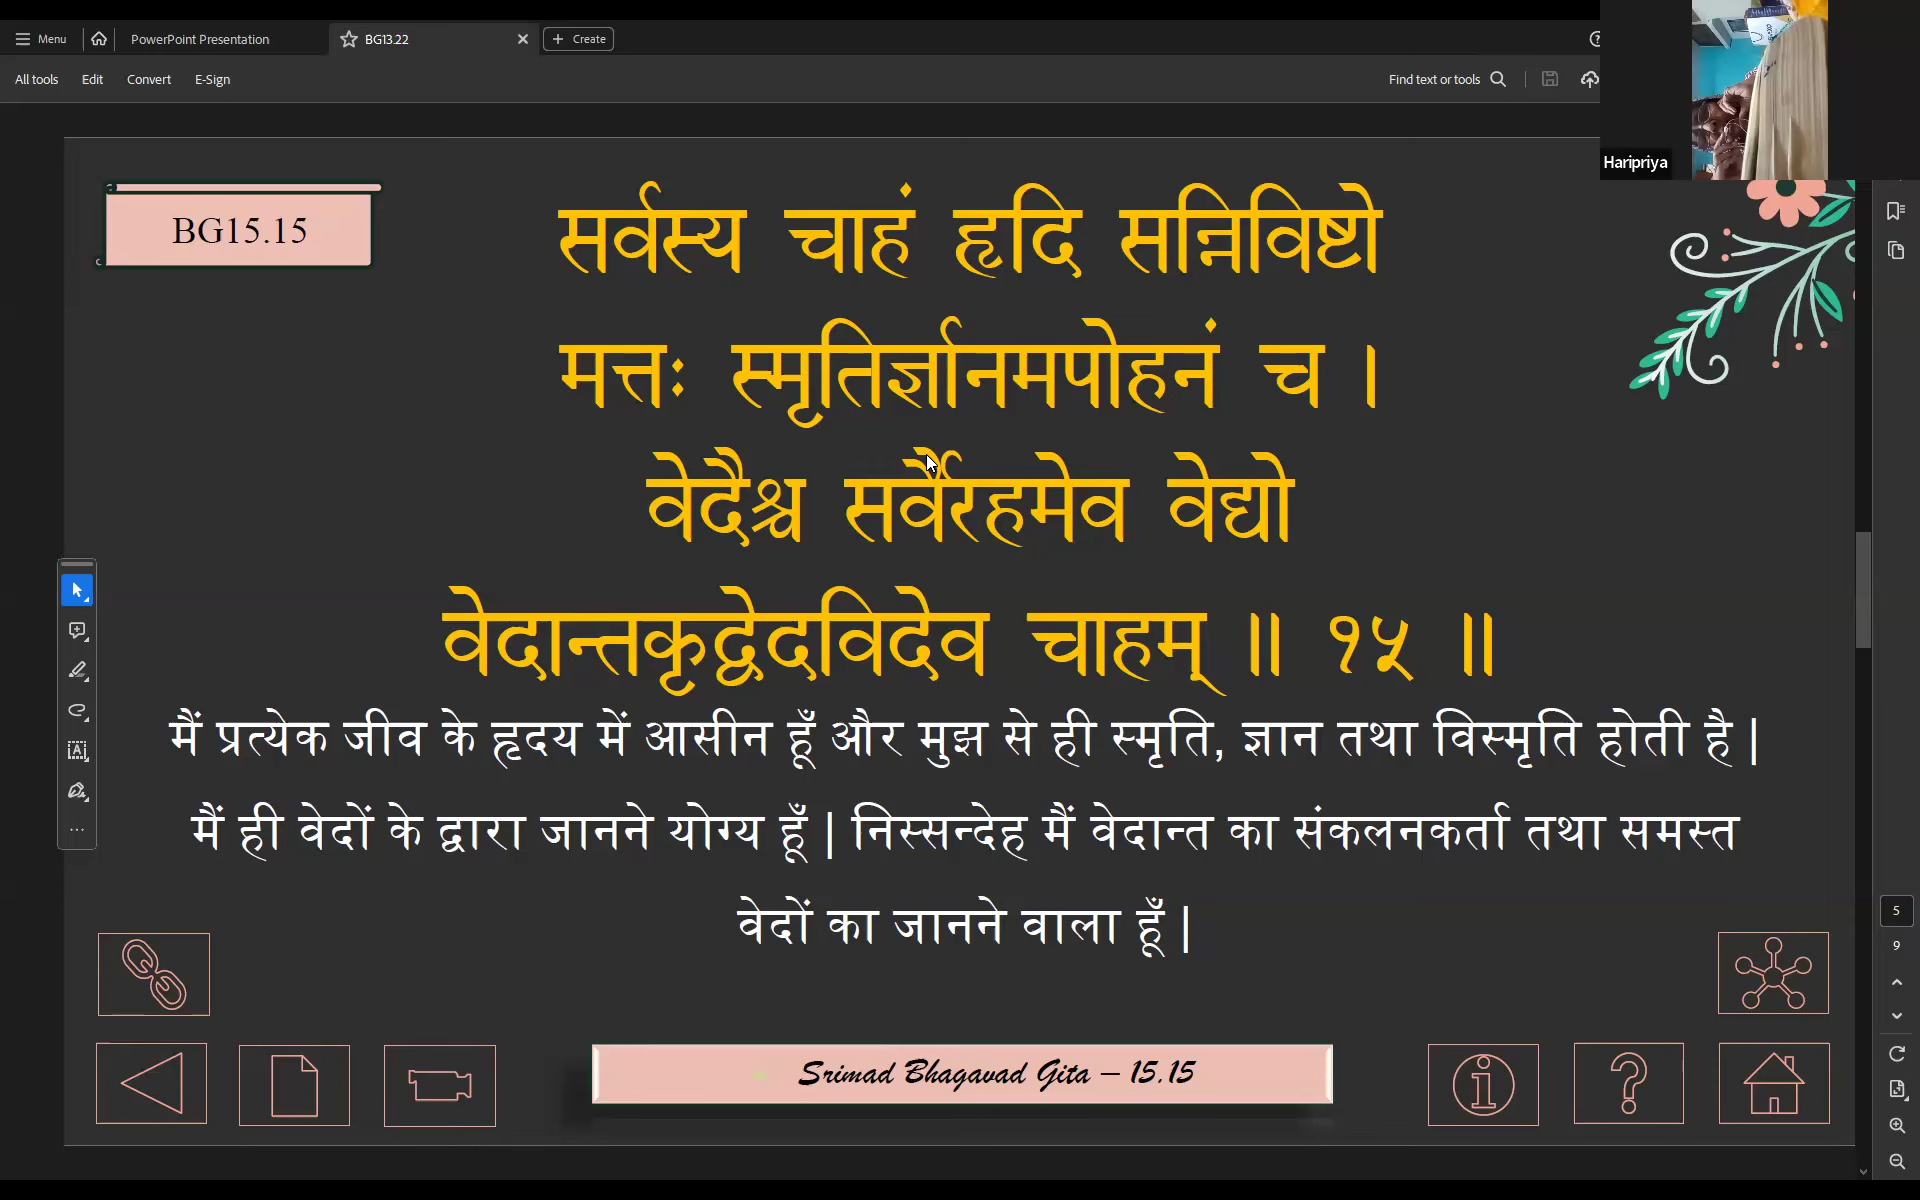 Menu
PowerPoint Presentation
BG13.22
Create
All tools
Edit
Convert
E-Sign
Find text or tools
Haripriya
BG15.15
सर्वस्य चाहं हृदि सन्निविष्टो
मत्तः स्मृतिर्ज्ञानमपोहनं च ।
वेदैश्च सर्वैरहमेव वेद्यो
वेदान्तकृद्वेदविदेव चाहम् ॥ १५ ॥
मैं प्रत्येक जीव के हृदय में आसीन हूँ और मुझ से ही स्मृति, ज्ञान तथा विस्मृति होती है |
मैं ही वेदों के द्वारा जानने योग्य हूँ | निस्सन्देह मैं वेदान्त का संकलनकर्ता तथा समस्त
वेदों का जानने वाला हूँ |
5
9
Srimad Bhagavad Gita – 15.15